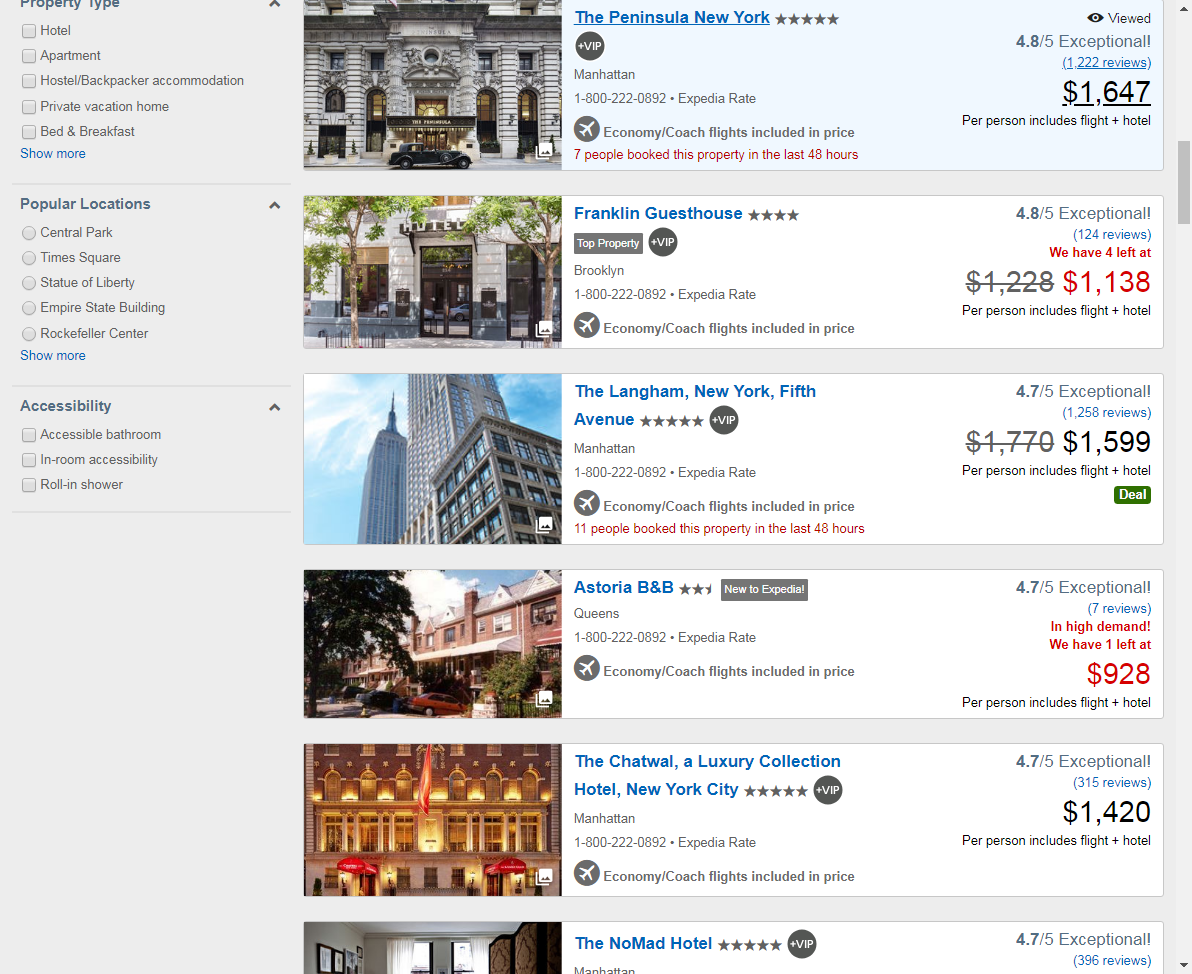 Property Type
Hotel
Apartment
Hostel/Backpacker accommodation
Private vacation home
Bed & Breakfast
Show more
Popular Locations
Central Park
Times Square
Statue of Liberty
Empire State Building
Rockefeller Center
Show more
Accessibility
Accessible bathroom
In-room accessibility
Roll-in shower
THE PENINSULA
The Peninsula New York
+VIP
Manhattan
1-800-222-0892 • Expedia Rate
Economy/Coach flights included in price
7 people booked this property in the last 48 hours
Viewed
4.8/5 Exceptional!
(1,222 reviews)
$1,647
Per person includes flight + hotel
HOTEL
Franklin Guesthouse
Top Property +VIP
Brooklyn
1-800-222-0892 • Expedia Rate
Economy/Coach flights included in price
4.8/5 Exceptional!
(124 reviews)
We have 4 left at
$1,228 $1,138
Per person includes flight + hotel
The Langham, New York, Fifth
Avenue +VIP
Manhattan
1-800-222-0892 • Expedia Rate
Economy/Coach flights included in price
11 people booked this property in the last 48 hours
4.7/5 Exceptional!
(1,258 reviews)
$1,770 $1,599
Per person includes flight + hotel
Deal
Astoria B&B New to Expedia!
Queens
1-800-222-0892 • Expedia Rate
Economy/Coach flights included in price
4.7/5 Exceptional!
(7 reviews)
In high demand!
We have 1 left at
$928
Per person includes flight + hotel
The Chatwal, a Luxury Collection
Hotel, New York City +VIP
Manhattan
1-800-222-0892 • Expedia Rate
Economy/Coach flights included in price
4.7/5 Exceptional!
(315 reviews)
$1,420
Per person includes flight + hotel
The NoMad Hotel +VIP
Manhattan
4.7/5 Exceptional!
(396 reviews)